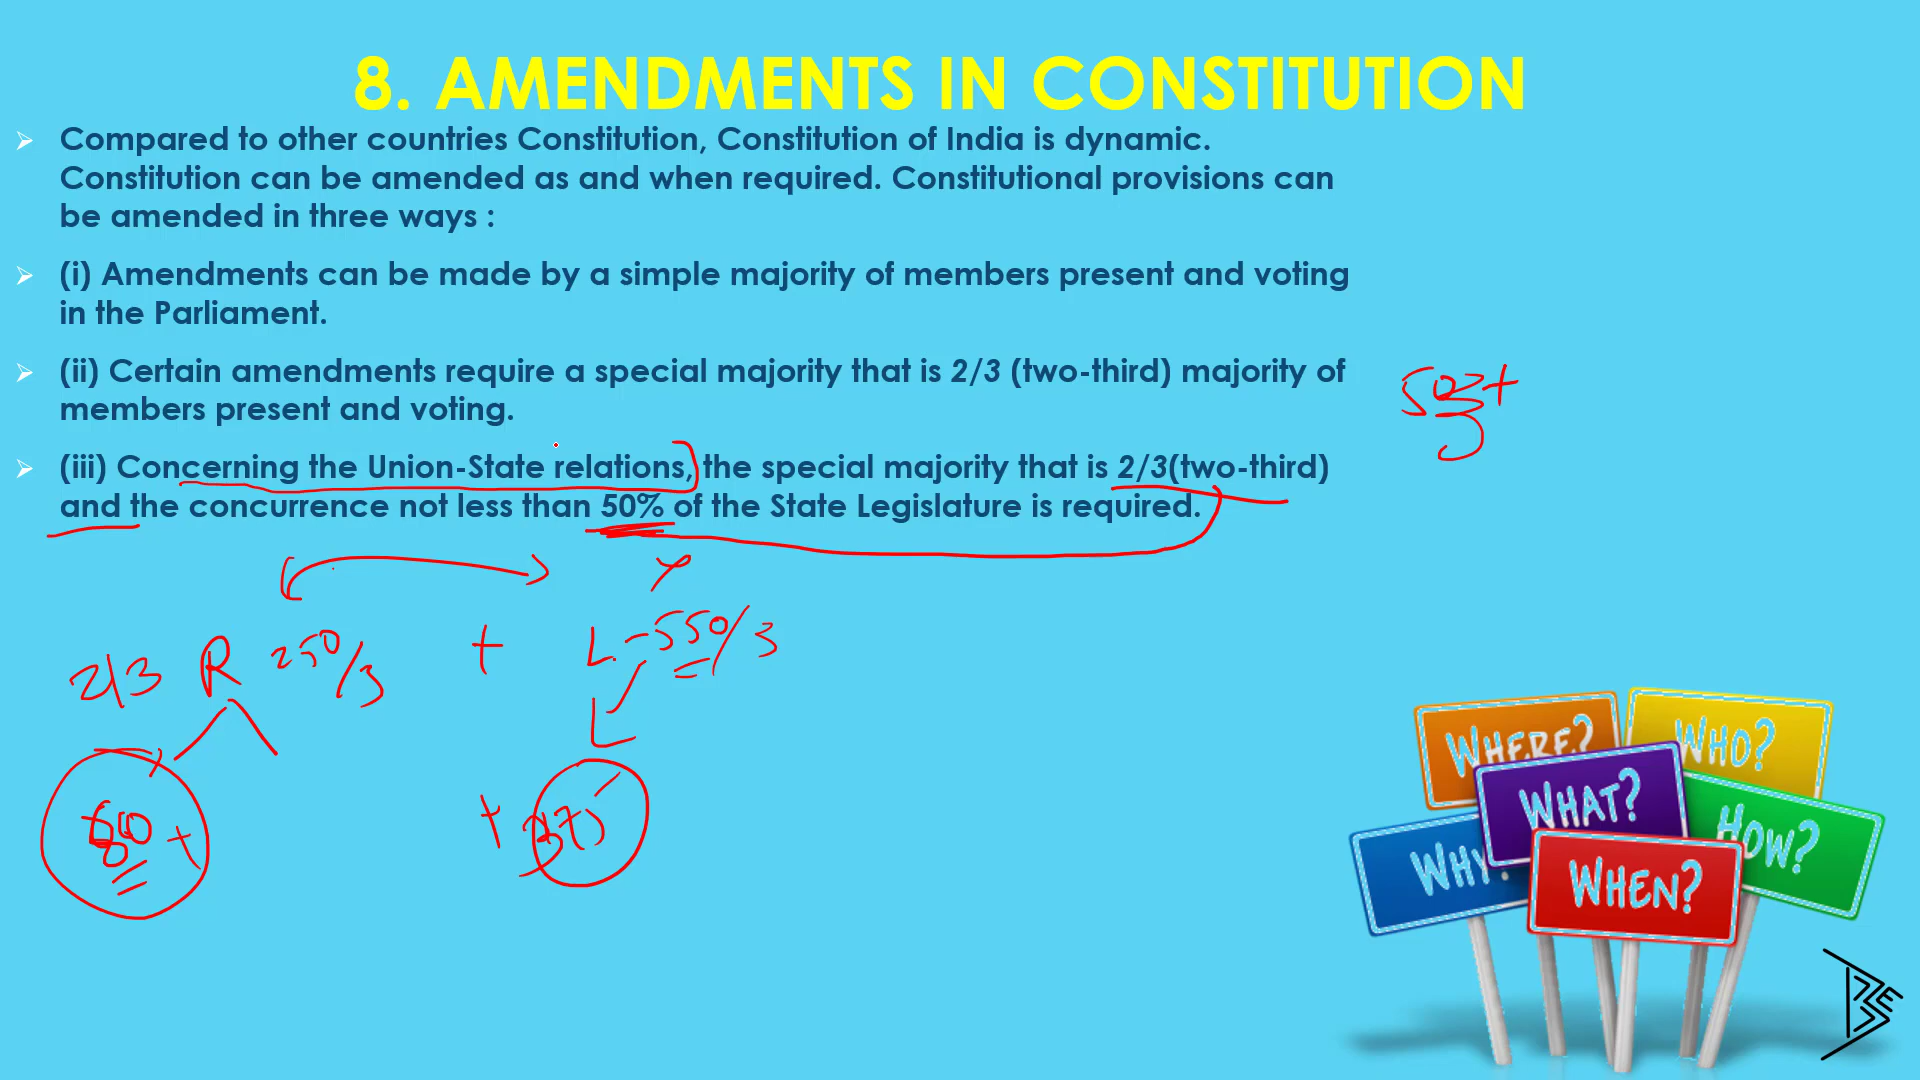 8. AMENDMENTS IN CONSTITUTION
Compared to other countries Constitution, Constitution of India is dynamic.
Constitution can be amended as and when required. Constitutional provisions can
be amended in three ways :
(i) Amendments can be made by a simple majority of members present and voting
in the Parliament.
(ii) Certain amendments require a special majority that is 2/3 (two-third) majority of
members present and voting.
50%+
(iii) Concerning the Union-State relations, the special majority that is 2/3(two-third)
and the concurrence not less than 50% of the State Legislature is required.
2/3 R 250/3 + L-550/3
L
+
+
WHERE?
WHO?
WHAT?
HOW?
WHY?
WHEN?